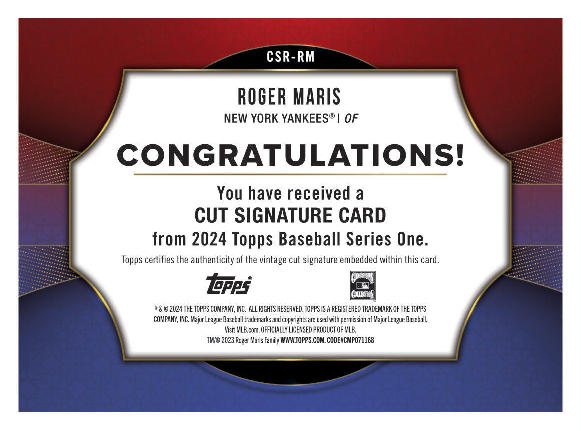 CSR-RM
ROGER MARIS
NEW YORK YANKEES® | OF
CONGRATULATIONS!
You have received a
CUT SIGNATURE CARD
from 2024 Topps Baseball Series One.
Topps certifies the authenticity of the vintage cut signature embedded within this card.
Topps
® & © 2024 THE TOPPS COMPANY, INC. ALL RIGHTS RESERVED. TOPPS IS A REGISTERED TRADEMARK OF THE TOPPS
COMPANY, INC. Major League Baseball trademarks and copyrights are used with permission of Major League Baseball.
Visit MLB.com. OFFICIALLY LICENSED PRODUCT OF MLB.
TM/© 2023 Roger Maris Family WWW.TOPPS.COM. CODE#CMP071168